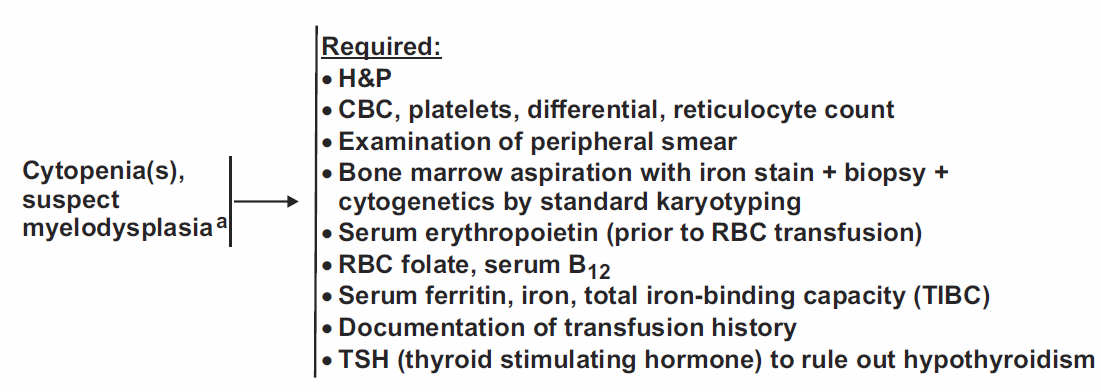 Cytopenia(s),
suspect
myelodysplasia a
Required:
• H&P
• CBC, platelets, differential, reticulocyte count
• Examination of peripheral smear
• Bone marrow aspiration with iron stain + biopsy +
cytogenetics by standard karyotyping
• Serum erythropoietin (prior to RBC transfusion)
• RBC folate, serum B12
• Serum ferritin, iron, total iron-binding capacity (TIBC)
• Documentation of transfusion history
• TSH (thyroid stimulating hormone) to rule out hypothyroidism